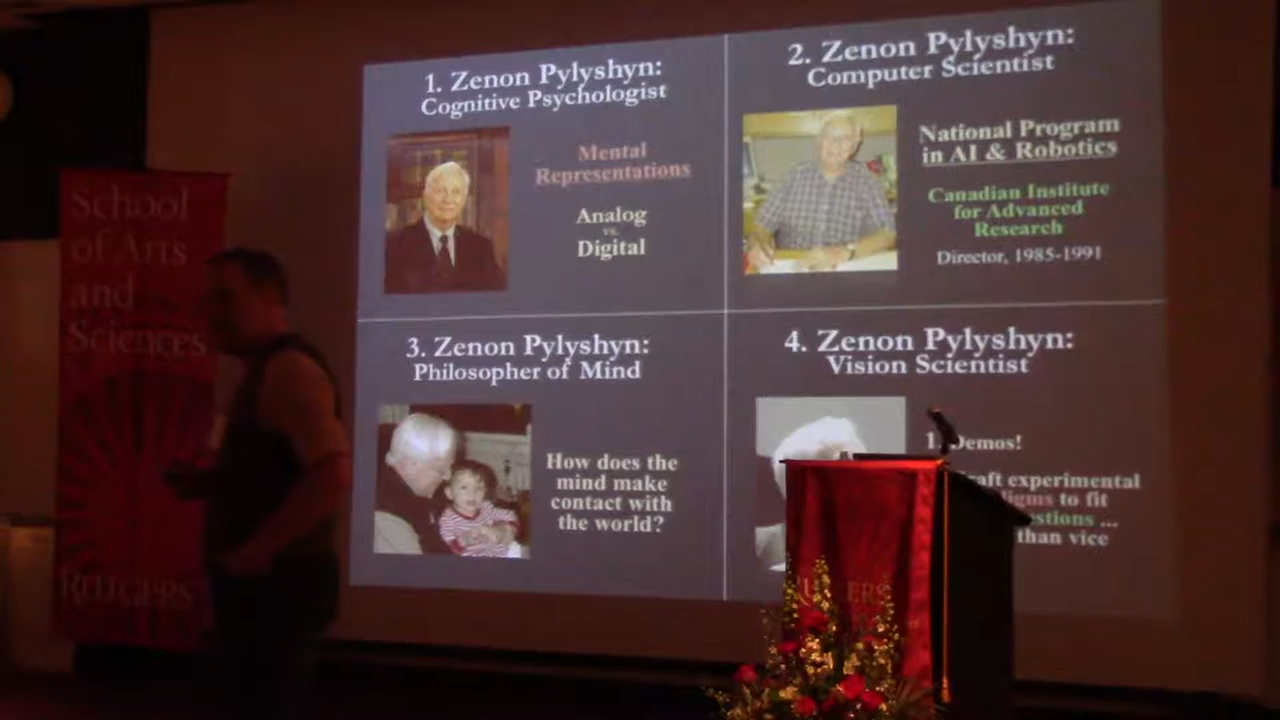 School
of Arts
and
Sciences
RUTGERS
1. Zenon Pylyshyn:
Cognitive Psychologist
Mental
Representations
Analog
vs.
Digital
2. Zenon Pylyshyn:
Computer Scientist
National Program
in AI & Robotics
Canadian Institute
for Advanced
Research
Director, 1985-1991
3. Zenon Pylyshyn:
Philosopher of Mind
How does the
mind make
contact with
the world?
4. Zenon Pylyshyn:
Vision Scientist
1. Demos!
experimental
to fit
...
than vice